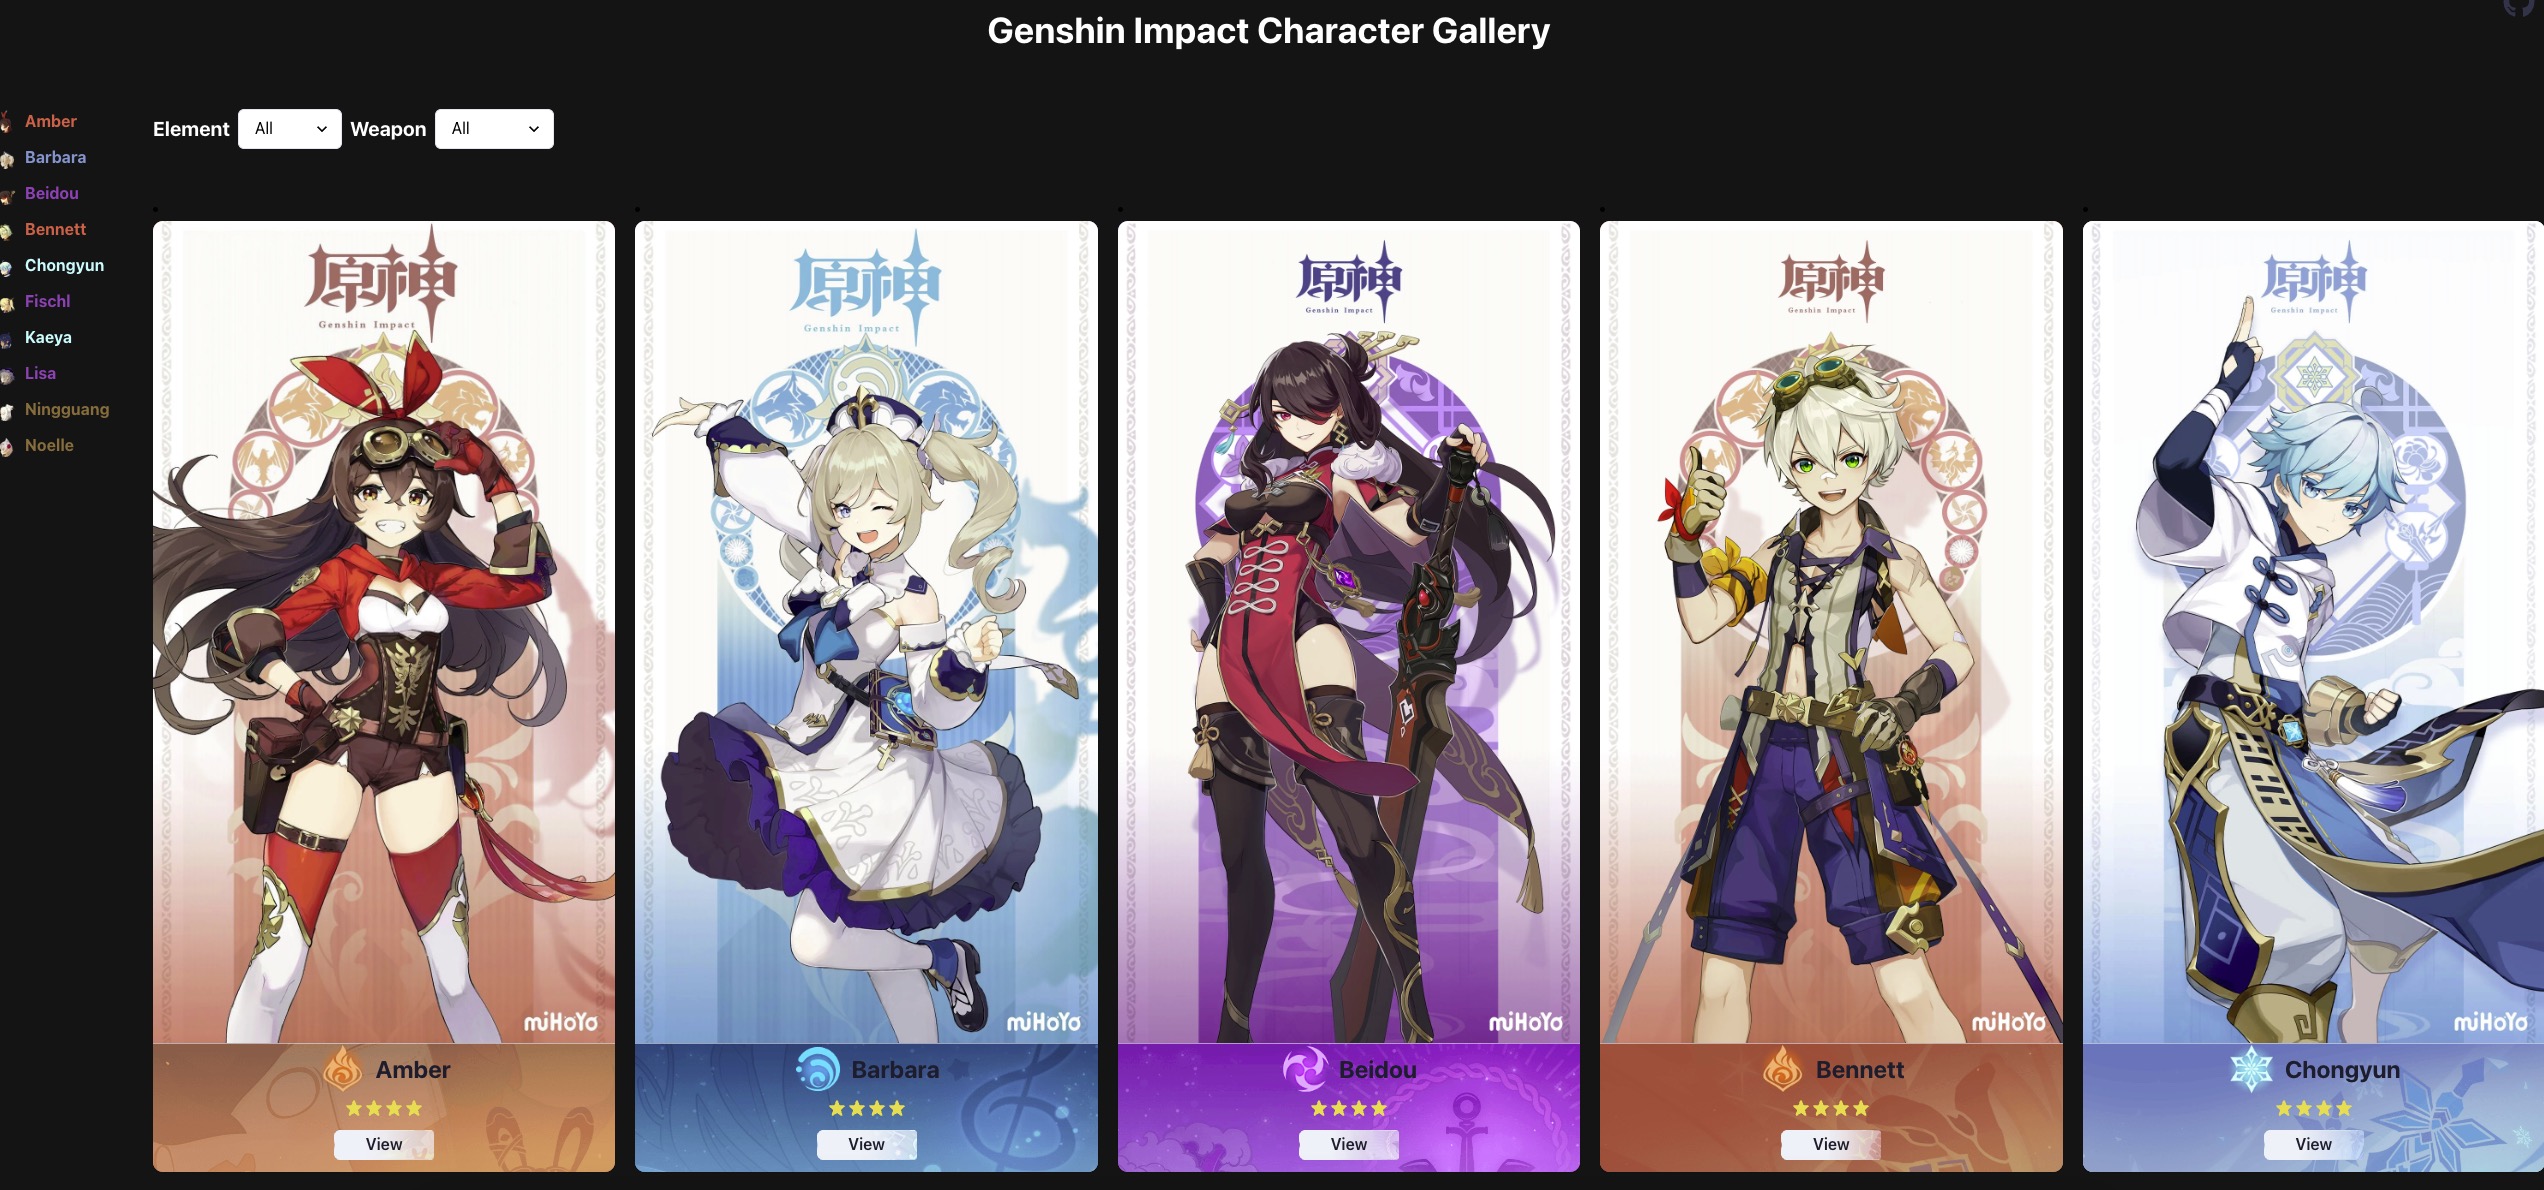 Genshin Impact Character Gallery
Element All Weapon All
Amber
Barbara
Beidou
Bennett
Chongyun
Fischl
Kaeya
Lisa
Ningguang
Noelle
原神
Genshin Impact
miHoYo
Amber
View
原神
Genshin Impact
miHoYo
Barbara
View
原神
Genshin Impact
miHoYo
Beidou
View
原神
Genshin Impact
miHoYo
Bennett
View
原神
Genshin Impact
miHoYo
Chongyun
View